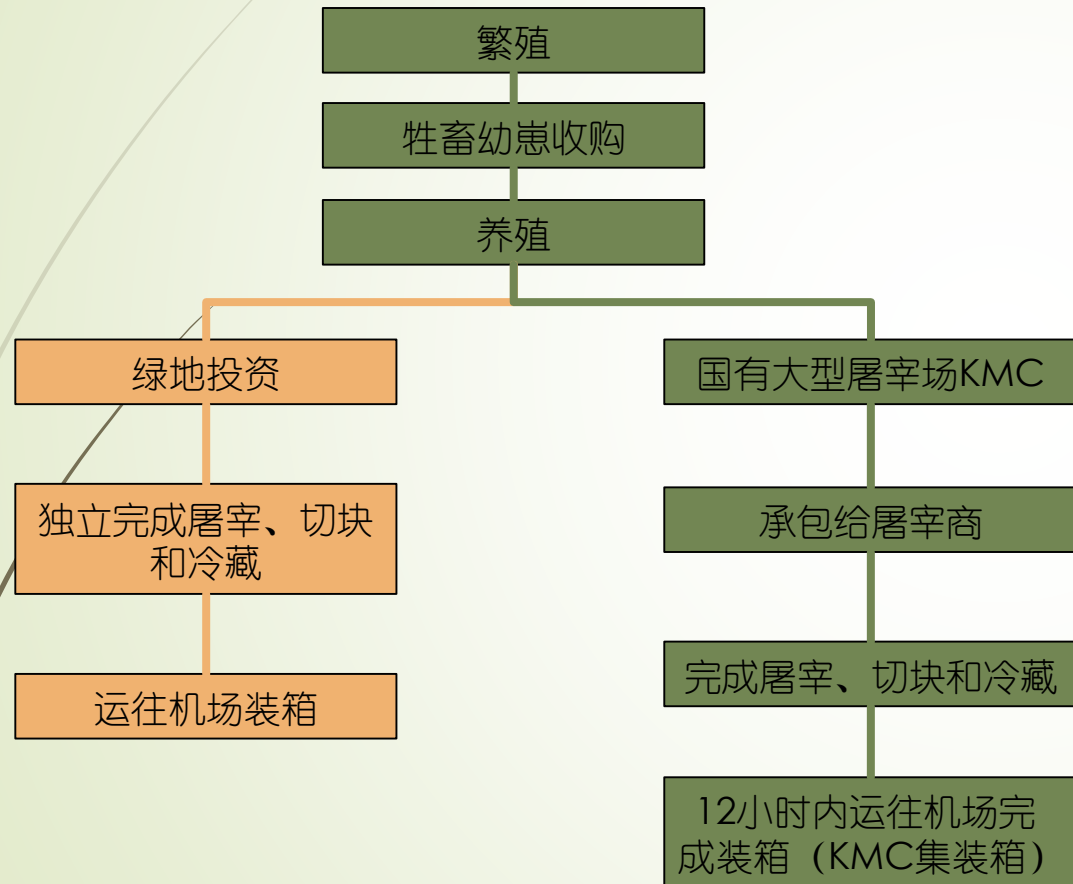 繁殖
牲畜幼崽收购
养殖
绿地投资
独立完成屠宰、切块
和冷藏
运往机场装箱
国有大型屠宰场KMC
承包给屠宰商
完成屠宰、切块和冷藏
12小时内运往机场完
成装箱（KMC集装箱）